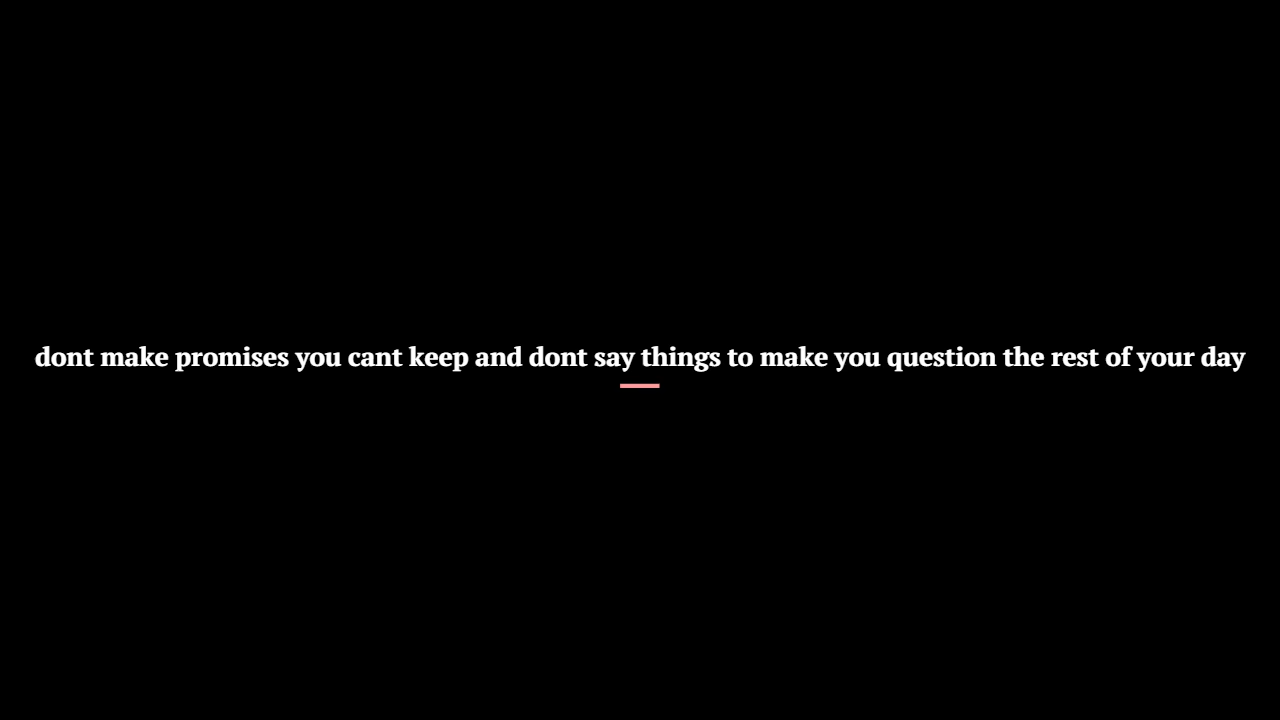 dont make promises you cant keep and dont say things to make you question the rest of your day